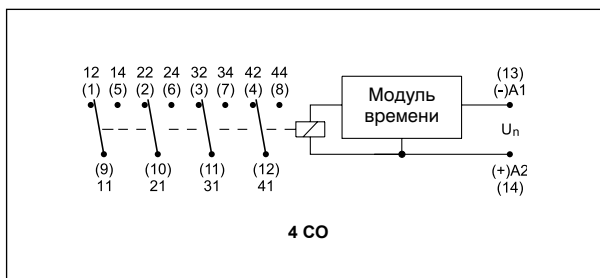 12 14 22 24 32 34 42 44
(1) (5) (2) (6) (3) (7) (4) (8)
(13)
(-)A1
Модуль
времени
Un
(+)A2
(14)
(9) (10) (11) (12)
11 21 31 41
4 CO